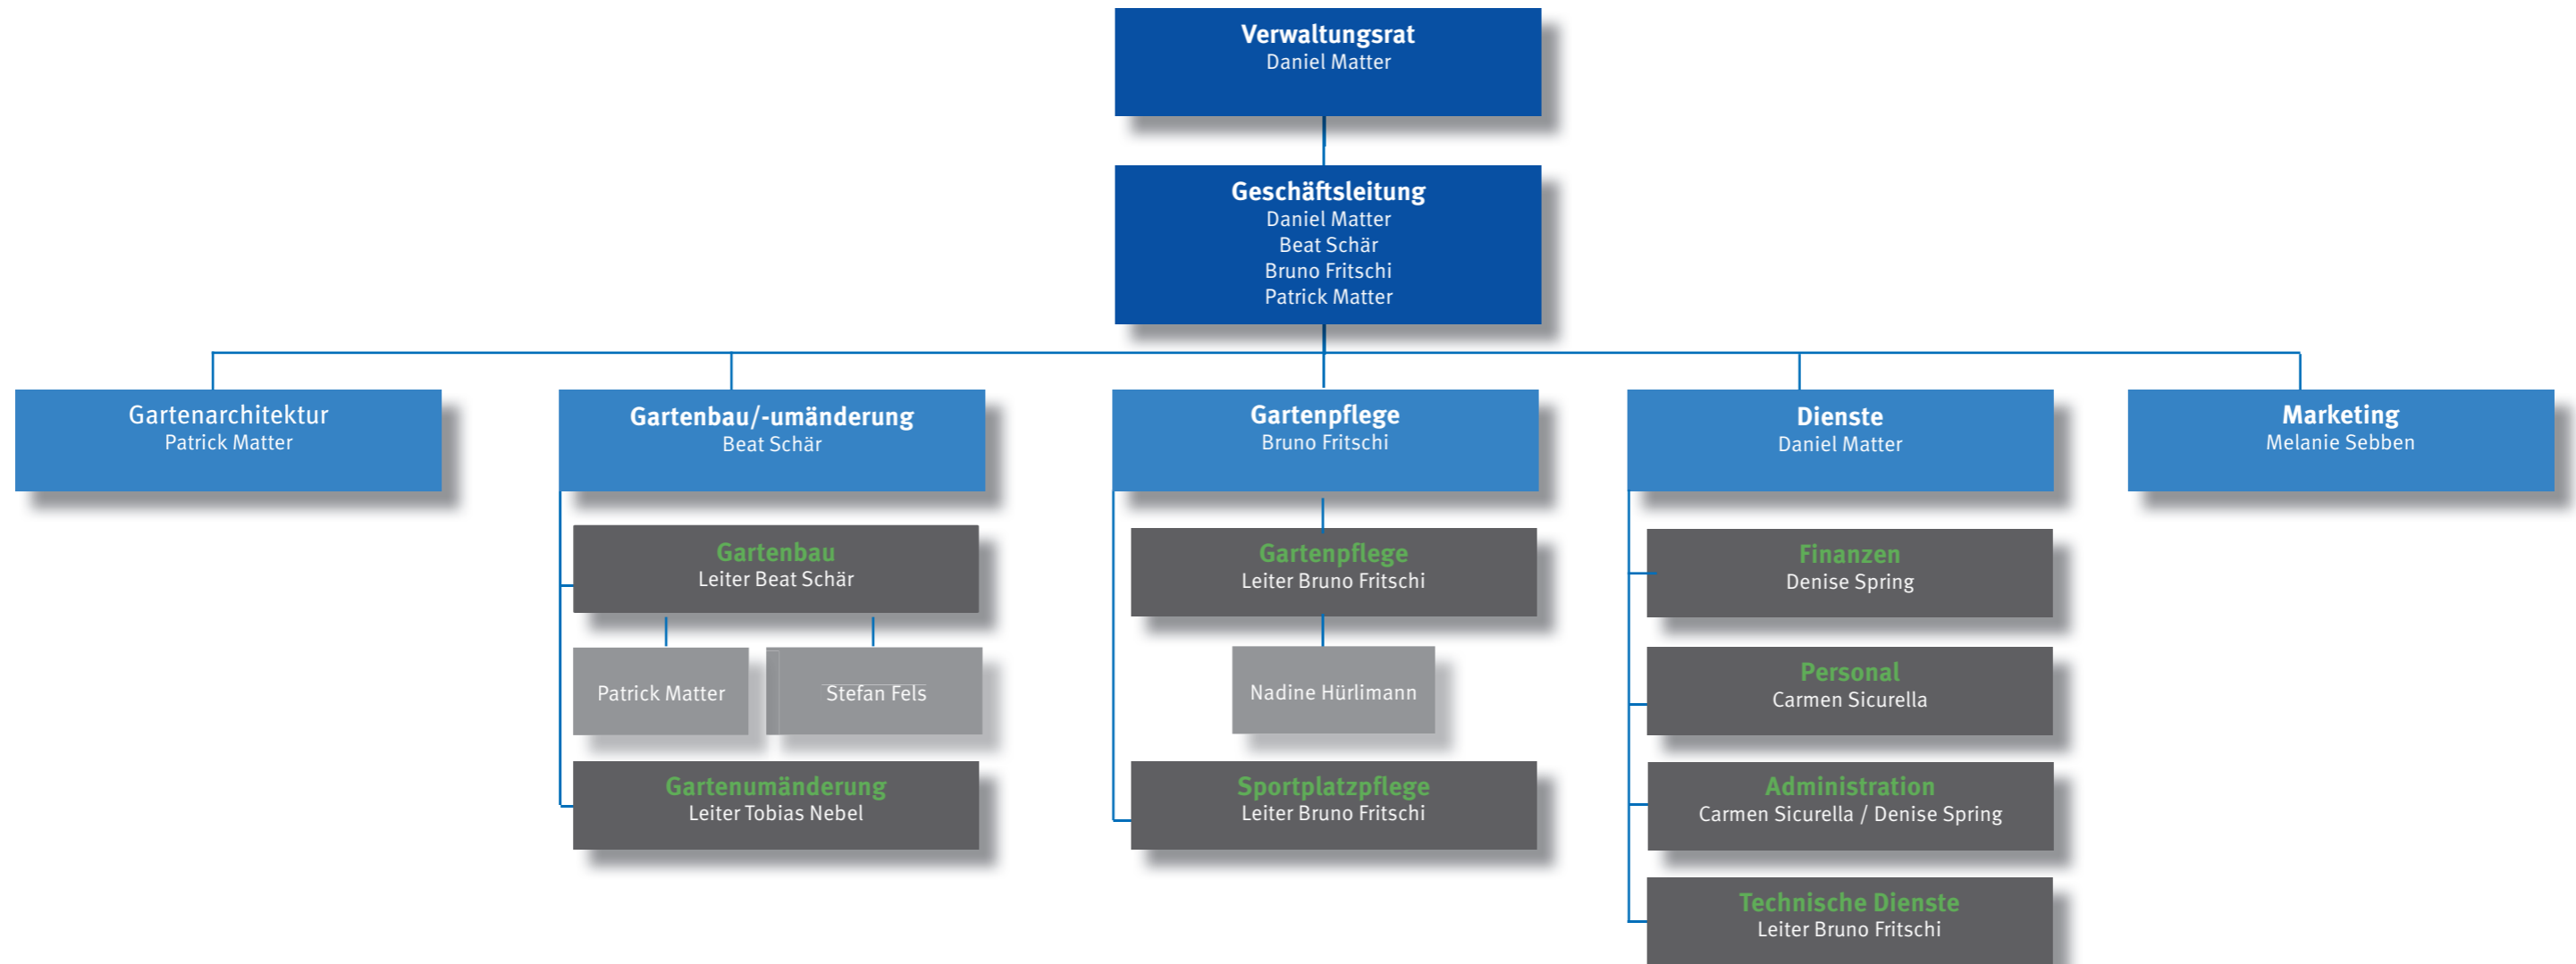 Verwaltungsrat
Daniel Matter
Geschäftsleitung
Daniel Matter
Beat Schär
Bruno Fritschi
Patrick Matter
Gartenarchitektur
Patrick Matter
Gartenbau/-umänderung
Beat Schär
Gartenpflege
Bruno Fritschi
Dienste
Daniel Matter
Marketing
Melanie Sebben
Gartenbau
Leiter Beat Schär
Patrick Matter
Stefan Fels
Gartenumänderung
Leiter Tobias Nebel
Gartenpflege
Leiter Bruno Fritschi
Nadine Hürlimann
Sportplatzpflege
Leiter Bruno Fritschi
Finanzen
Denise Spring
Personal
Carmen Sicurella
Administration
Carmen Sicurella / Denise Spring
Technische Dienste
Leiter Bruno Fritschi